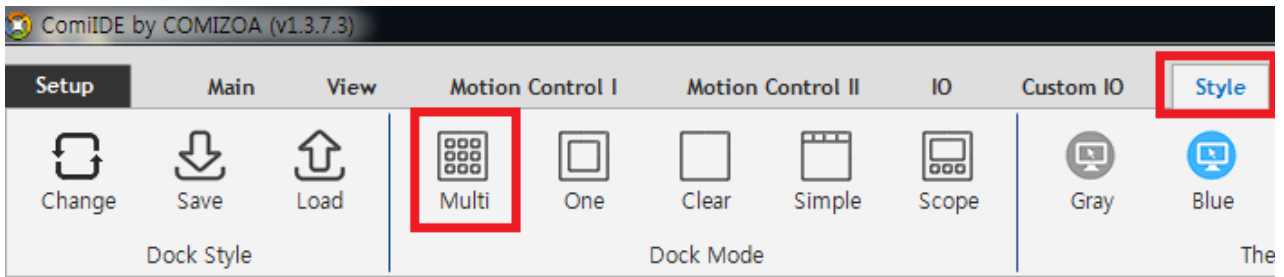 ComiIDE by COMIZOA (v1.3.7.3)
Setup Main View Motion Control I Motion Control II IO Custom IO Style
Change Save Load Multi One Clear Simple Scope Gray Blue
Dock Style Dock Mode The